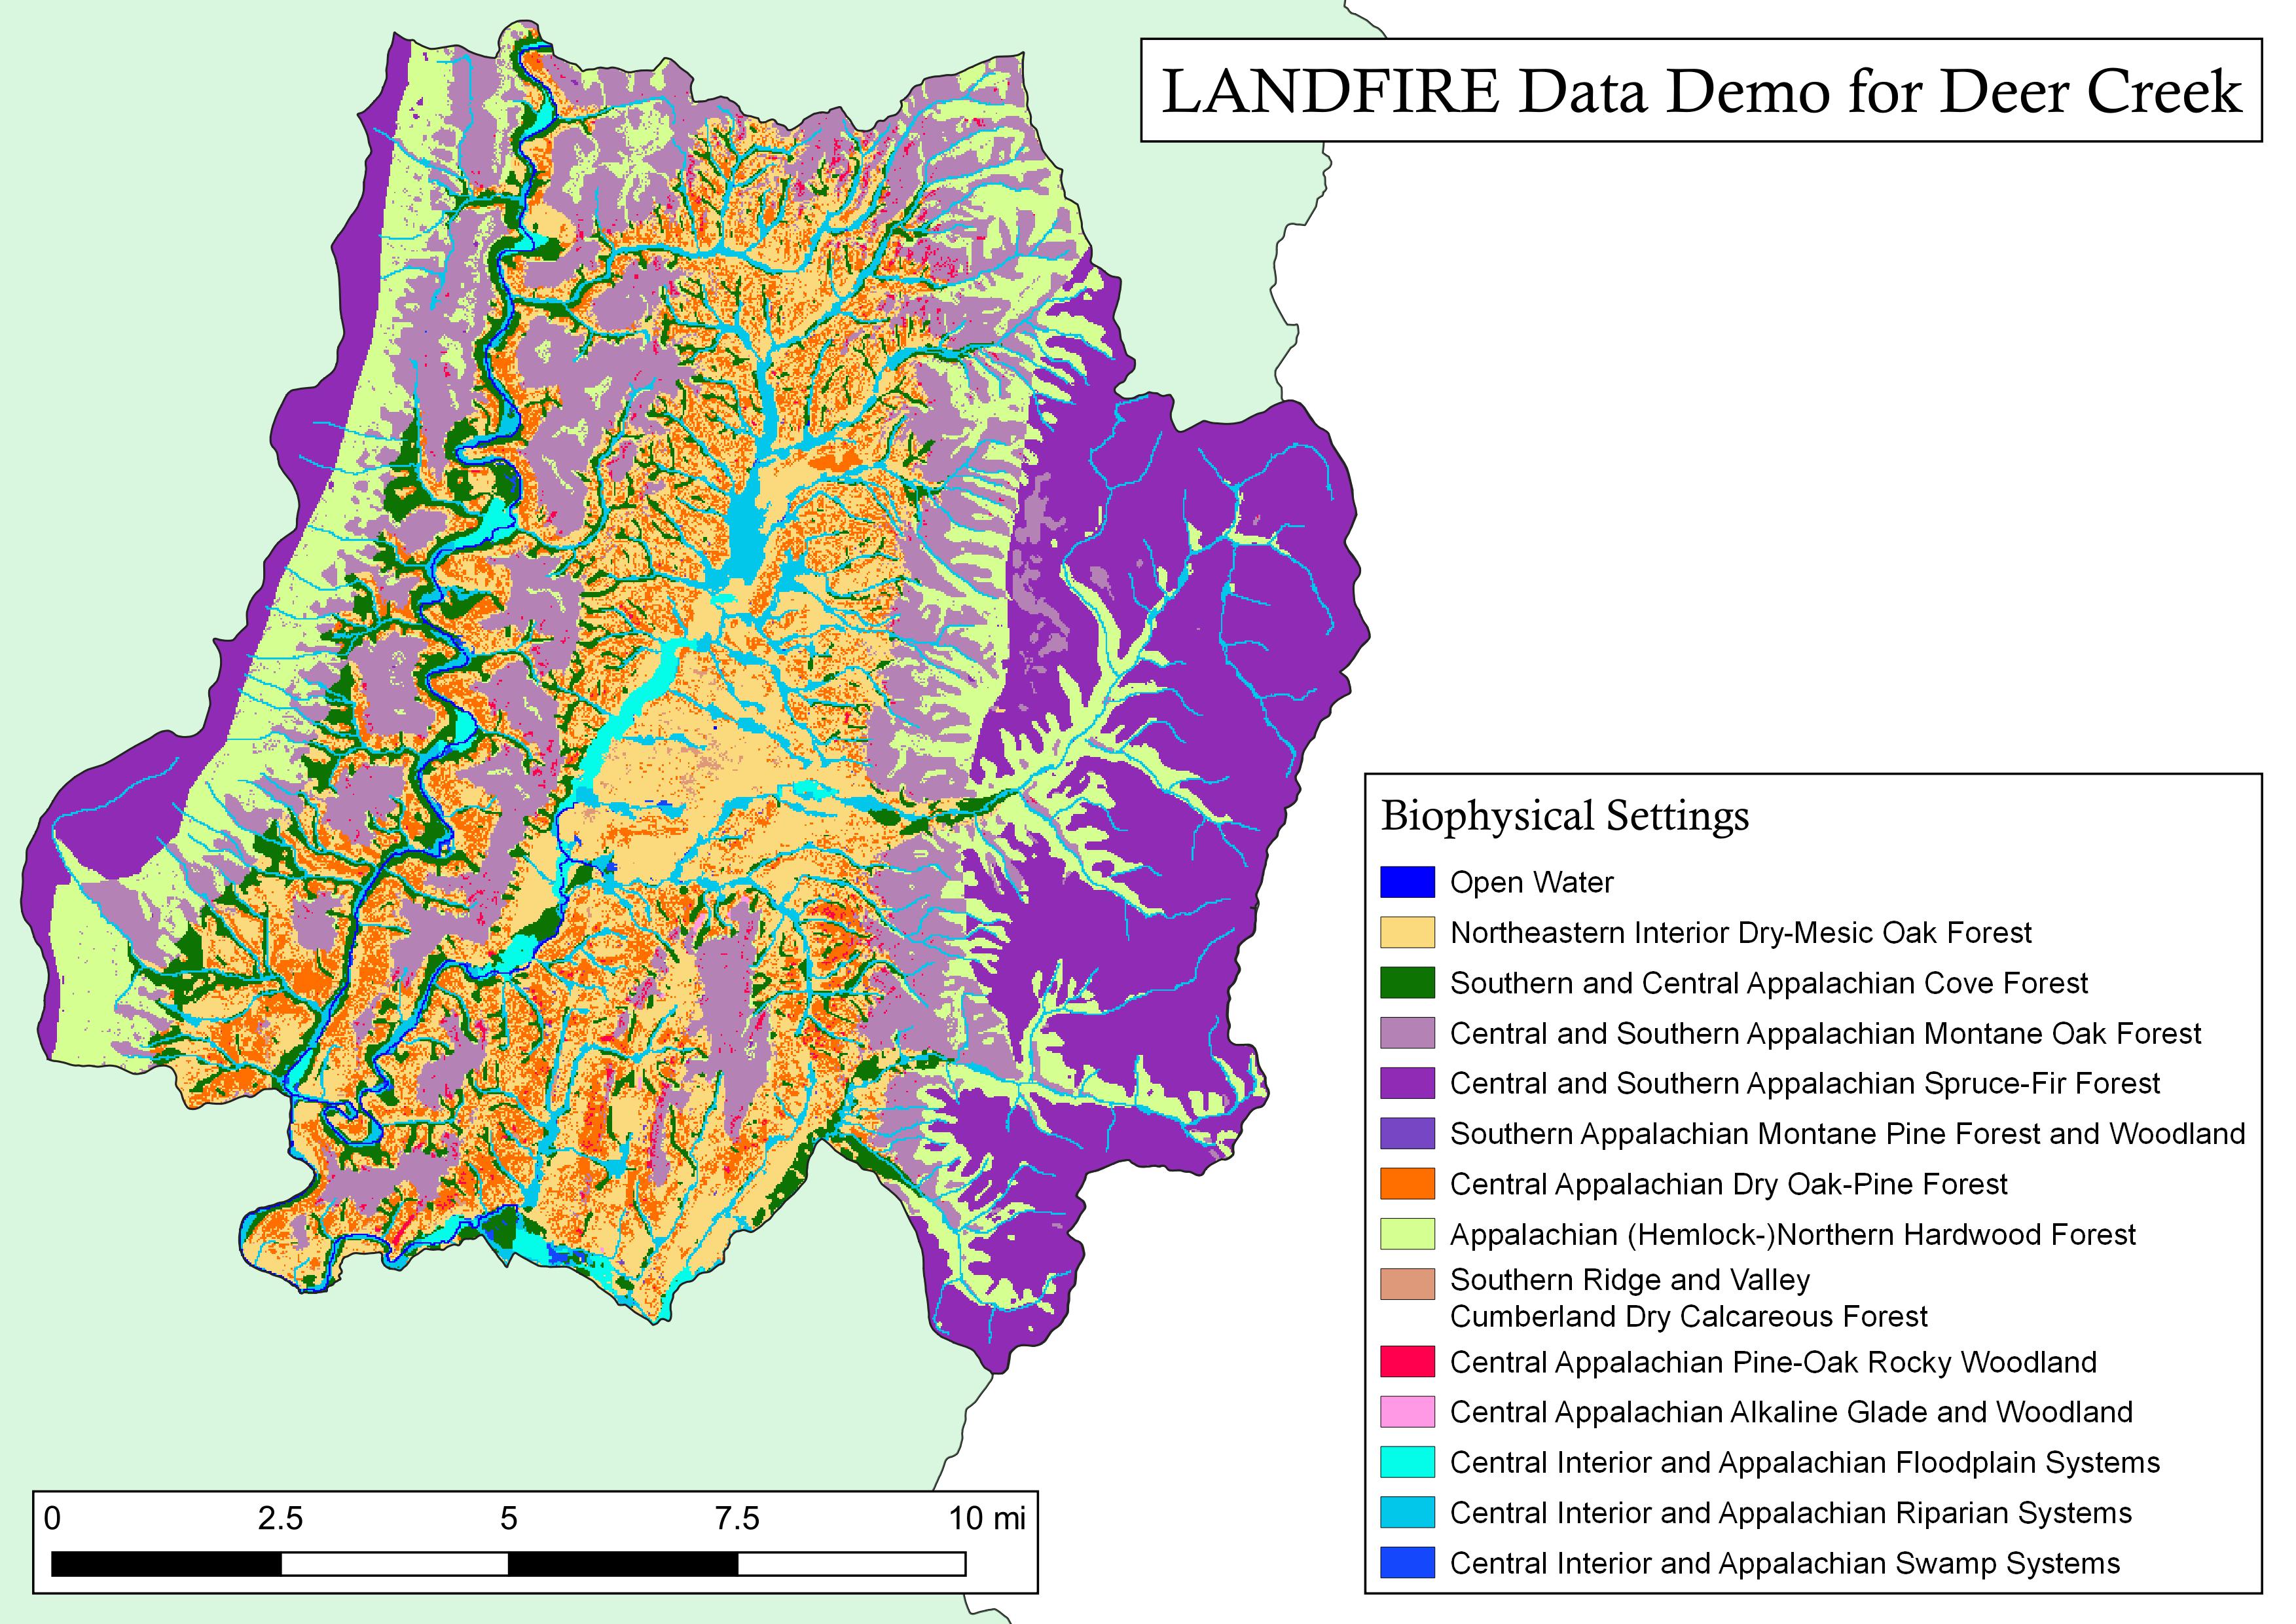 LANDFIRE Data Demo for Deer Creek
Biophysical Settings
Open Water
Northeastern Interior Dry-Mesic Oak Forest
Southern and Central Appalachian Cove Forest
Central and Southern Appalachian Montane Oak Forest
Central and Southern Appalachian Spruce-Fir Forest
Southern Appalachian Montane Pine Forest and Woodland
Central Appalachian Dry Oak-Pine Forest
Appalachian (Hemlock-)Northern Hardwood Forest
Southern Ridge and Valley
Cumberland Dry Calcareous Forest
Central Appalachian Pine-Oak Rocky Woodland
Central Appalachian Alkaline Glade and Woodland
Central Interior and Appalachian Floodplain Systems
Central Interior and Appalachian Riparian Systems
Central Interior and Appalachian Swamp Systems
0 2.5 5 7.5 10 mi